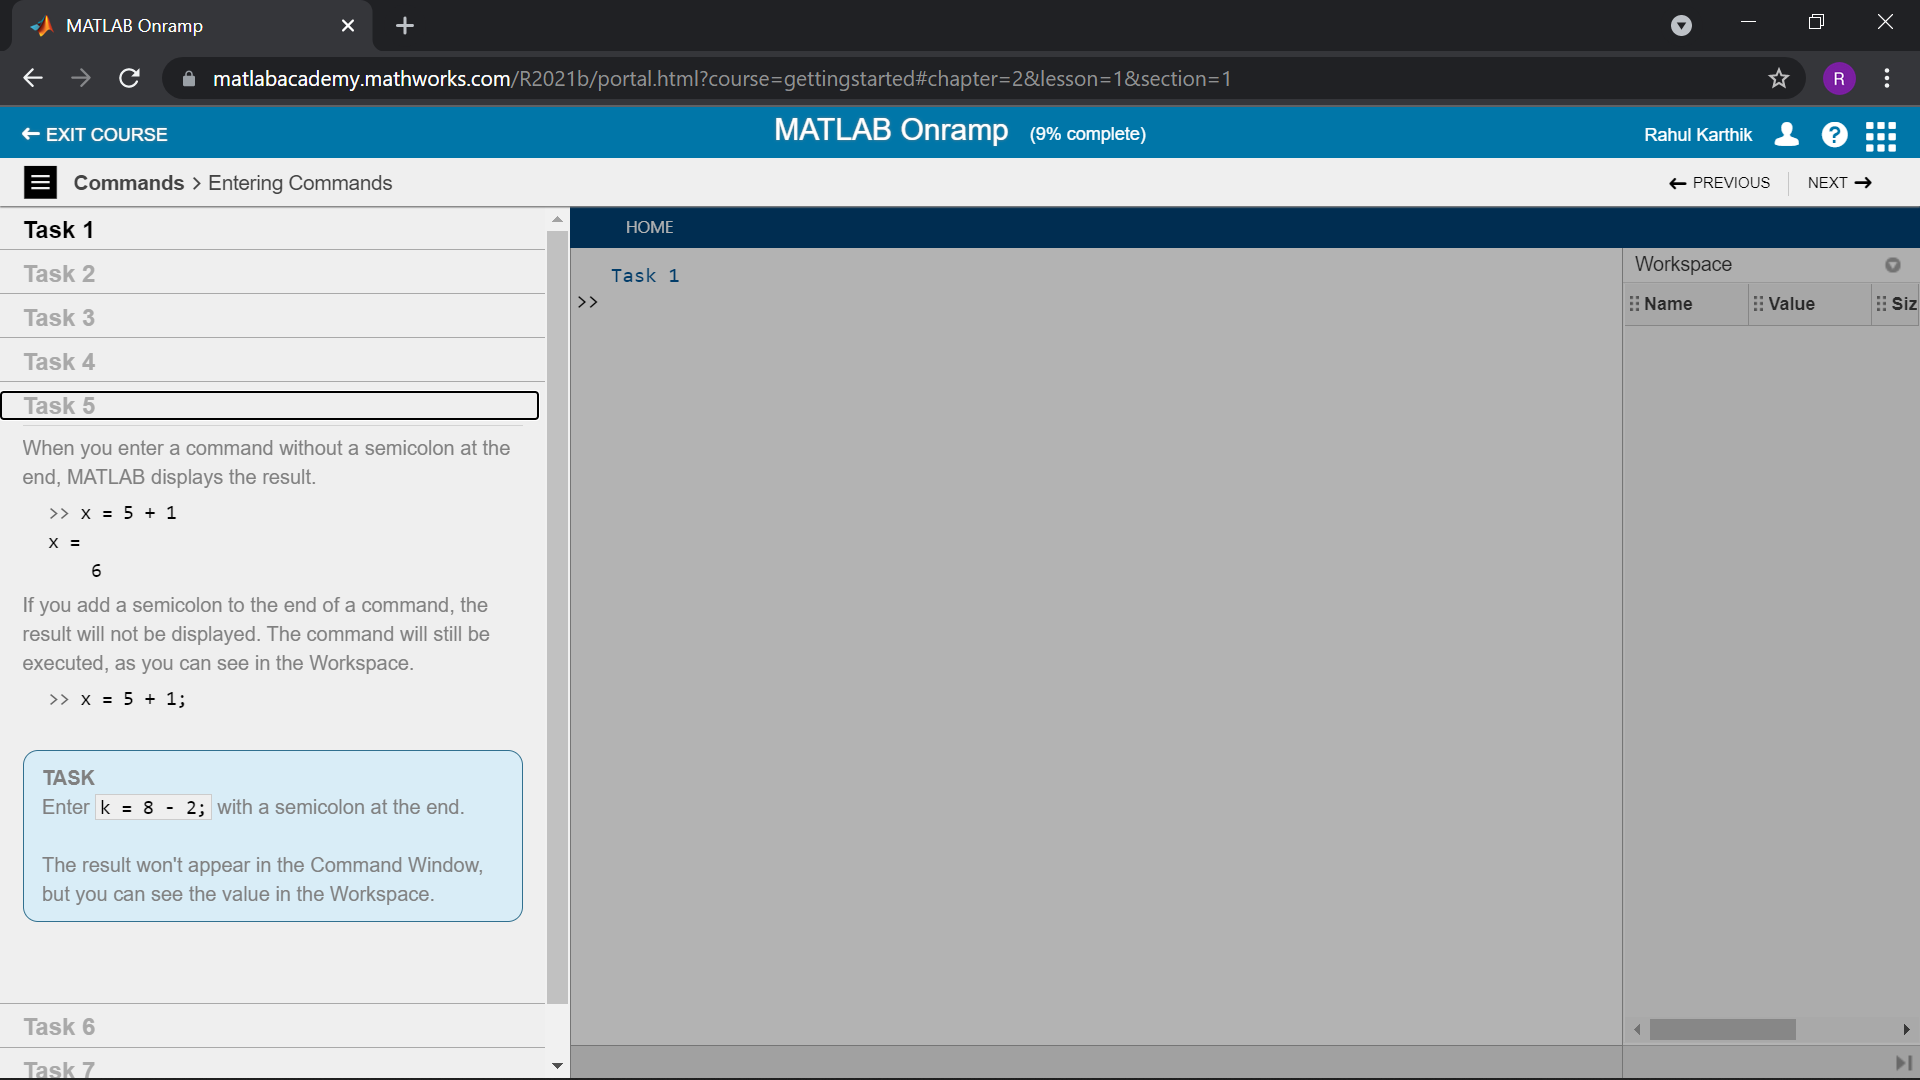 MATLAB Onramp
matlabacademy.mathworks.com/R2021b/portal.html?course=gettingstarted#chapter=2&lesson=1&section=1
R
EXIT COURSE
MATLAB Onramp (9% complete)
Rahul Karthik
?
Commands > Entering Commands
PREVIOUS
NEXT
Task 1
Task 2
Task 3
Task 4
Task 5
When you enter a command without a semicolon at the
end, MATLAB displays the result.
>> x = 5 + 1
x =
6
If you add a semicolon to the end of a command, the
result will not be displayed. The command will still be
executed, as you can see in the Workspace.
>> x = 5 + 1;
TASK
Enter k = 8 - 2; with a semicolon at the end.
The result won't appear in the Command Window,
but you can see the value in the Workspace.
Task 6
Task 7
HOME
Task 1
>>
Workspace
Name Value Siz